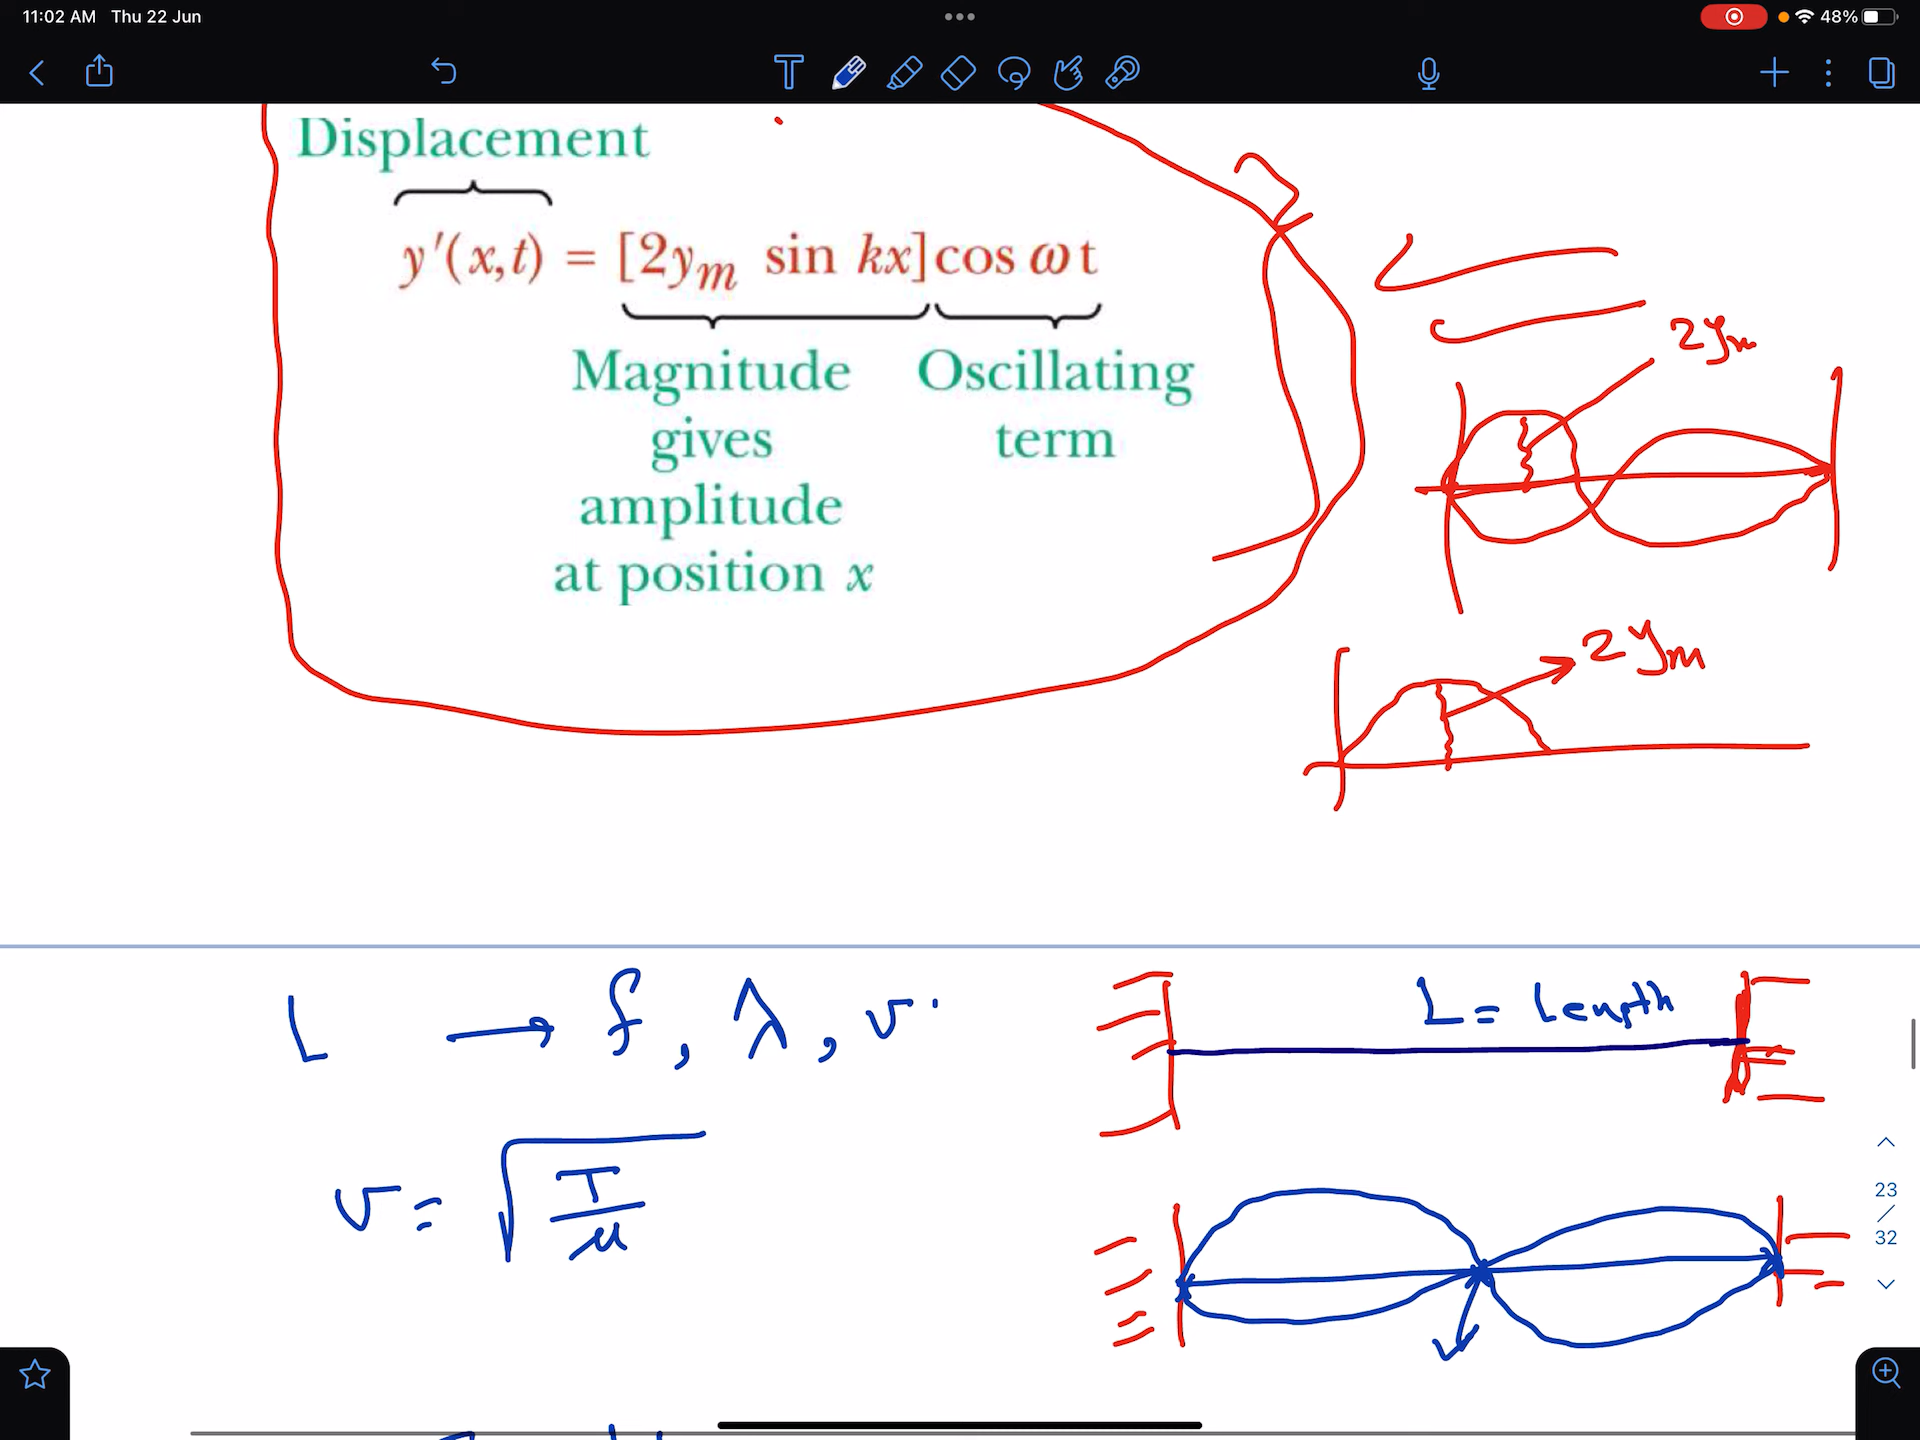 11:02 AM Thu 22 Jun
48%
Displacement
y′(x,t) = [2yₘ sin kx] cos ω t
Magnitude
gives
amplitude
at position x
Oscillating
term
2yₘ
2yₘ
L → f, λ, v
L = Length
v = √(T/μ)
23
/
32